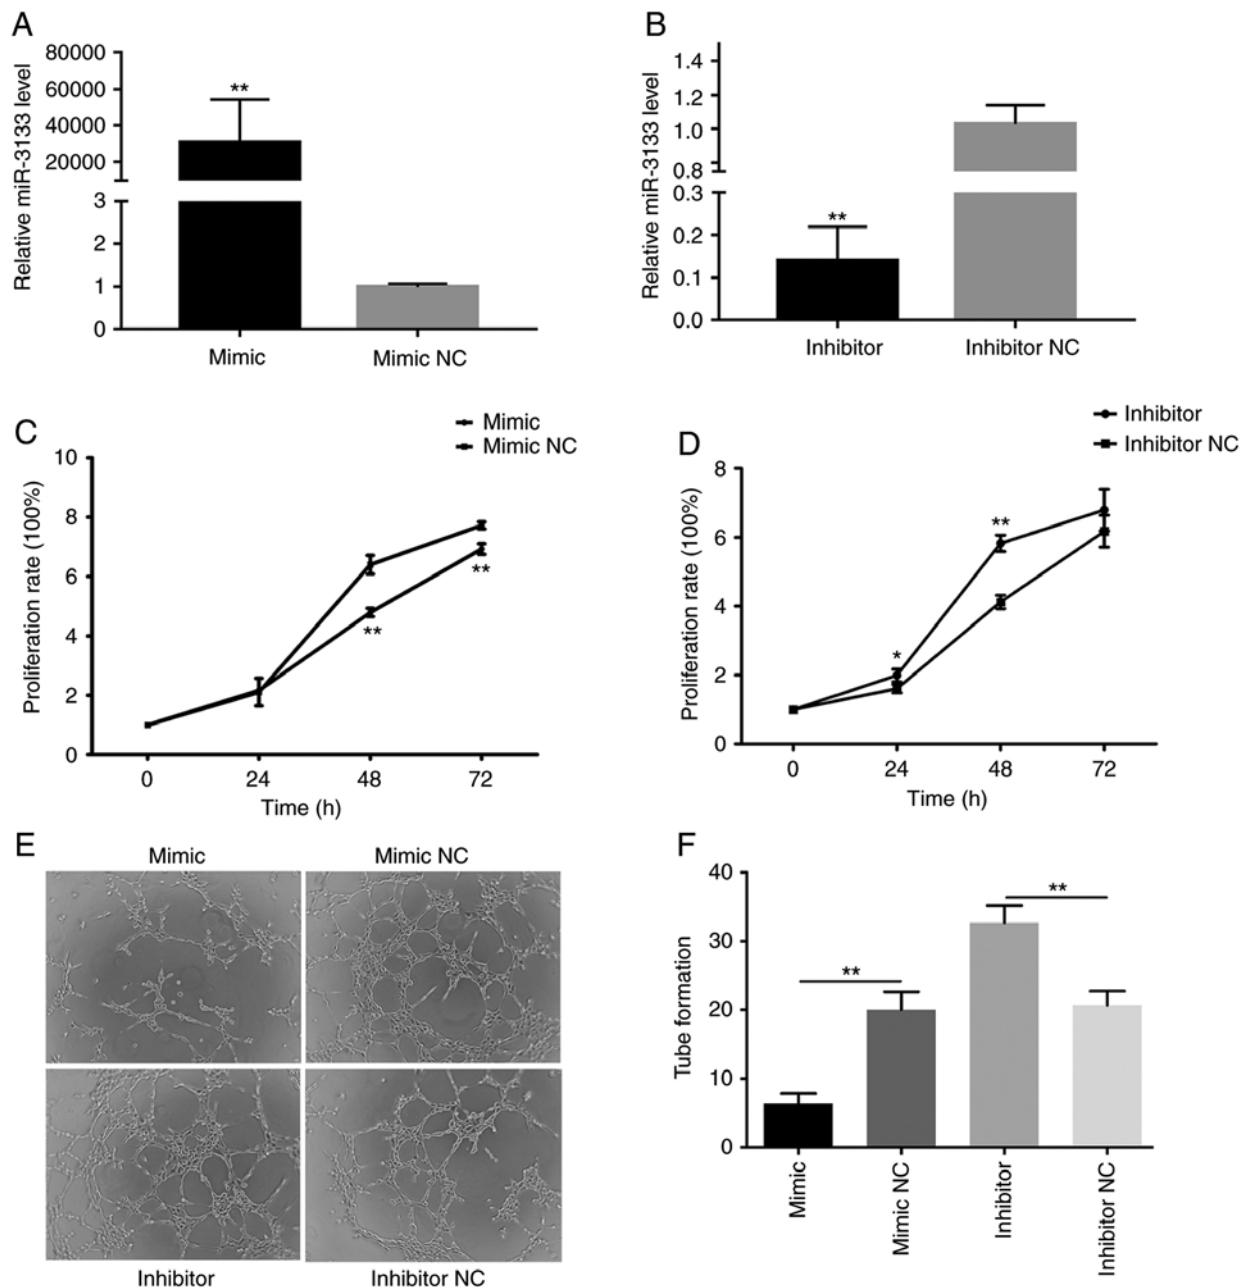 A
Relative miR-3133 level
80000
60000
40000
20000
3
2
1
0
**
Mimic
Mimic NC
B
Relative miR-3133 level
1.4
1.2
1.0
0.8
0.3
0.2
0.1
0.0
**
Inhibitor
Inhibitor NC
C
Mimic
Mimic NC
Proliferation rate (100%)
10
8
6
4
2
0
**
**
0 24 48 72
Time (h)
D
Inhibitor
Inhibitor NC
Proliferation rate (100%)
8
6
4
2
0
*
**
0 24 48 72
Time (h)
E
Mimic Mimic NC
Inhibitor Inhibitor NC
F
Tube formation
40
30
20
10
0
**
**
Mimic
Mimic NC
Inhibitor
Inhibitor NC